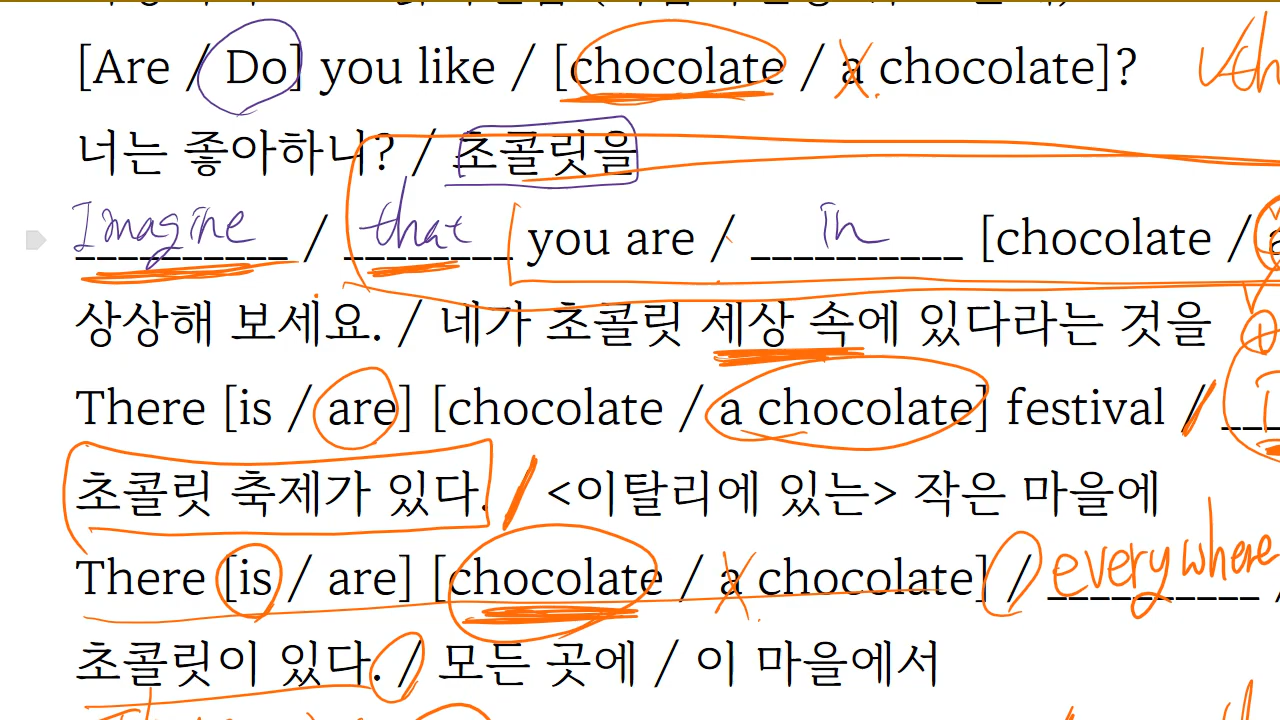 [Are / Do] you like / [chocolate / a chocolate]?
너는 좋아하니? / 초콜릿을
Imagine / that you are / in [chocolate /
상상해 보세요. / 네가 초콜릿 세상 속에 있다라는 것을
There [is / are] [chocolate / a chocolate] festival /
초콜릿 축제가 있다. / <이탈리에 있는> 작은 마을에
There [is / are] [chocolate / a chocolate] / everywhere /
초콜릿이 있다. / 모든 곳에 / 이 마을에서